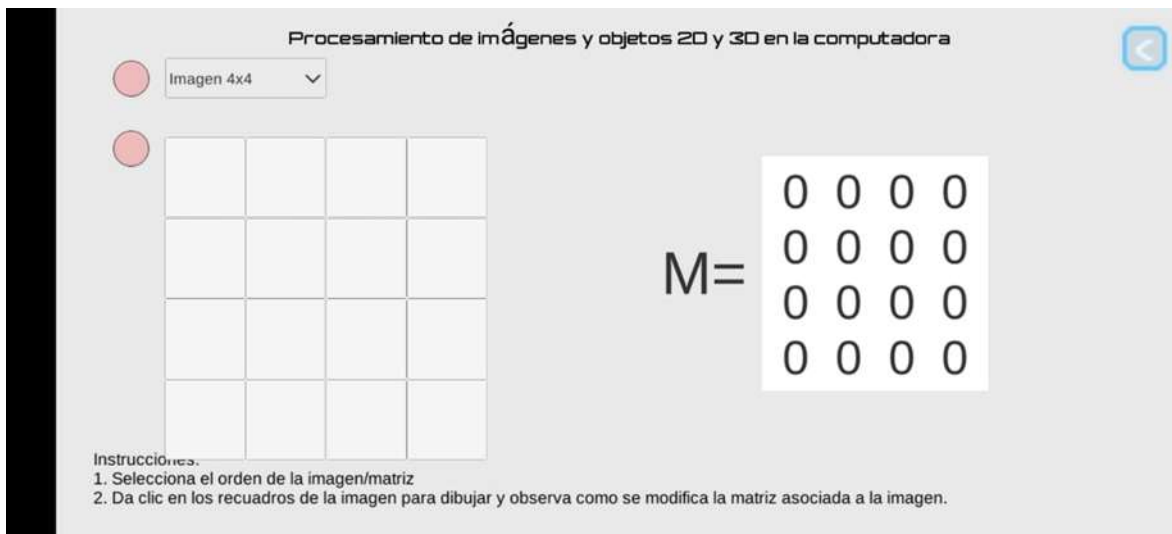 Procesamiento de imágenes y objetos 2D y 3D en la computadora
Imagen 4x4
M=
0 0 0 0
0 0 0 0
0 0 0 0
0 0 0 0
Instrucciones:
1. Selecciona el orden de la imagen/matriz
2. Da clic en los recuadros de la imagen para dibujar y observa como se modifica la matriz asociada a la imagen.